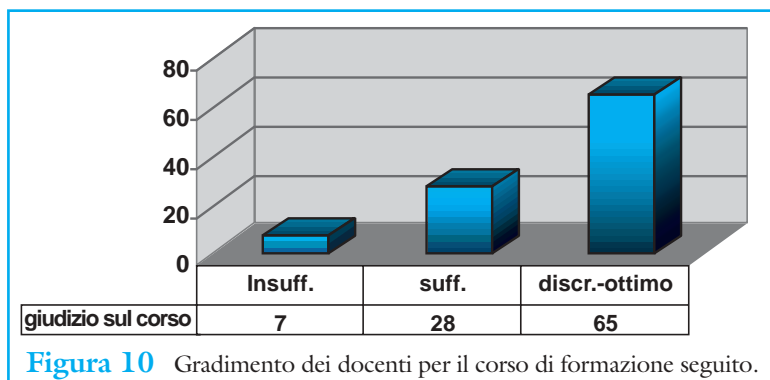 80
60
40
20
0
Insuff. suff. discr.-ottimo
giudizio sul corso 7 28 65
Figura 10 Gradimento dei docenti per il corso di formazione seguito.